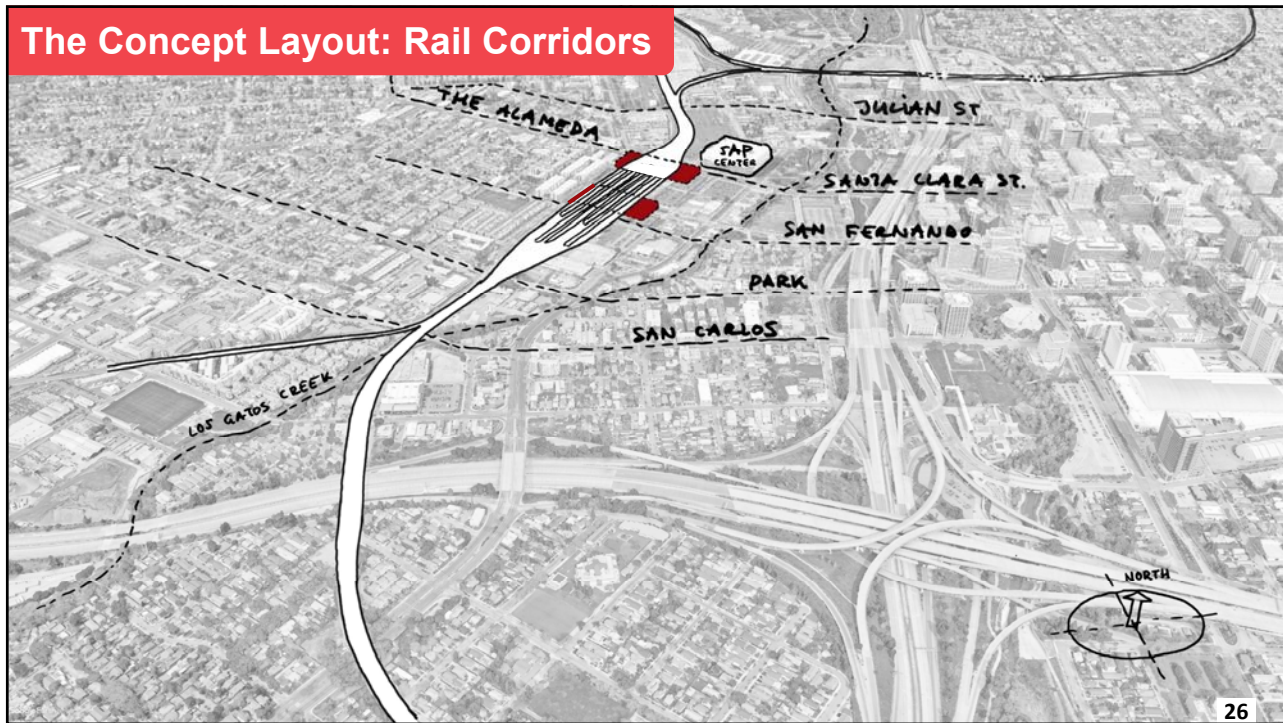 The Concept Layout: Rail Corridors
THE ALAMEDA
JULIAN ST
SAP
CENTER
SANTA CLARA ST.
SAN FERNANDO
PARK
SAN CARLOS
LOS GATOS CREEK
NORTH
26